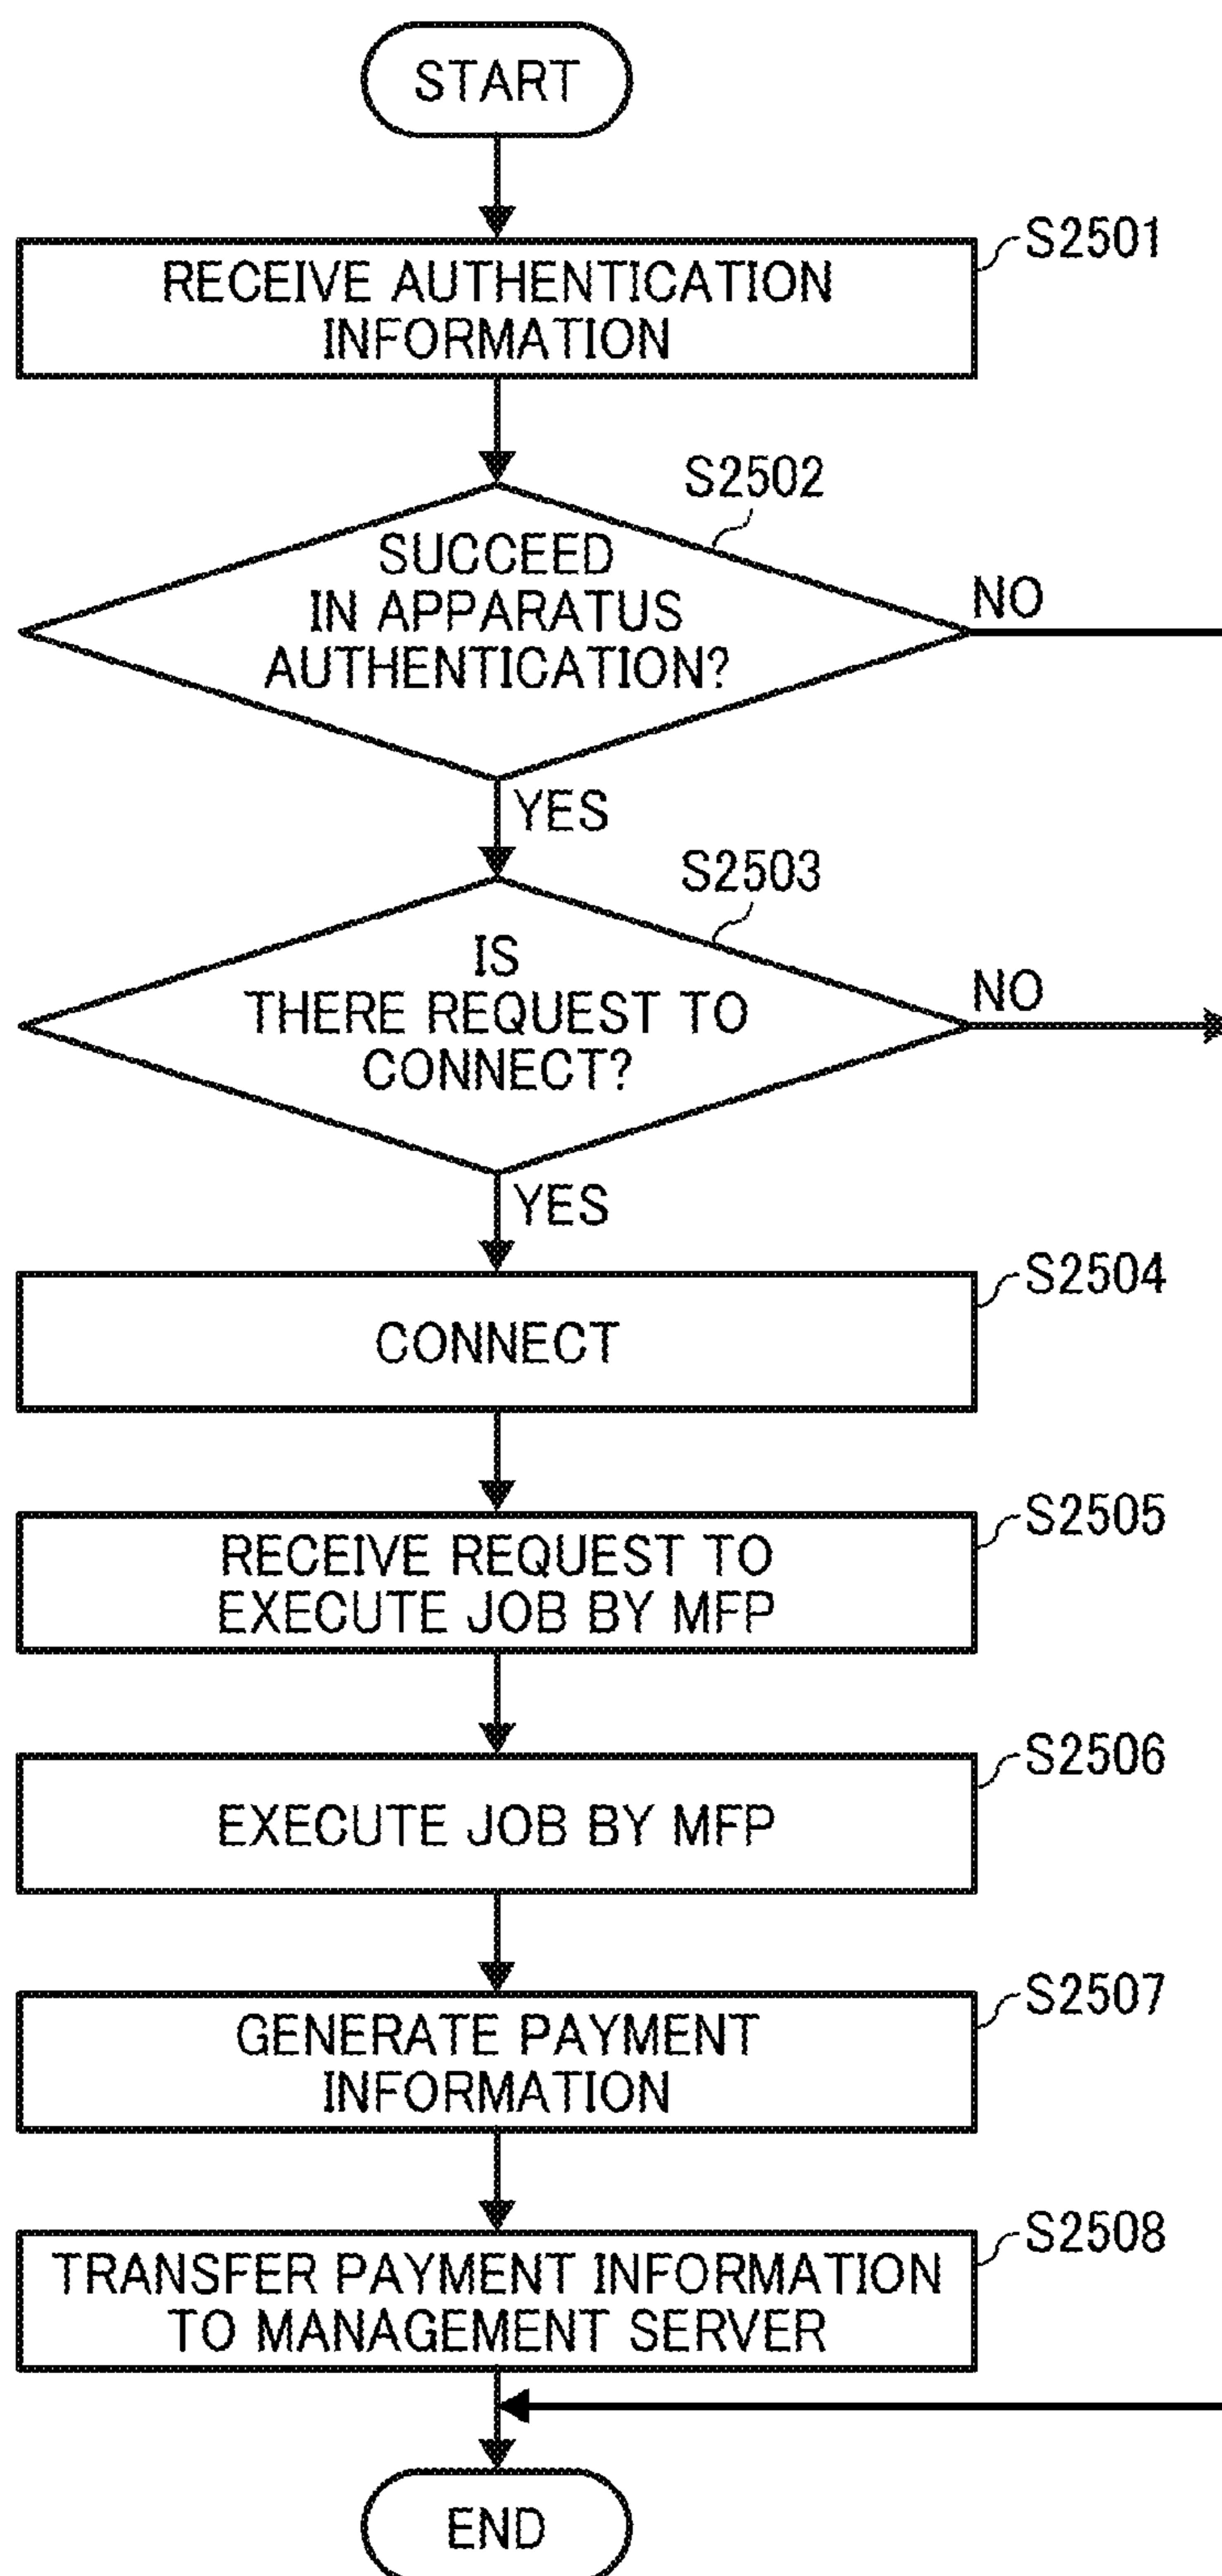 START
S2501
RECEIVE AUTHENTICATION
INFORMATION
S2502
SUCCEED
IN APPARATUS
AUTHENTICATION?
NO
YES
S2503
IS
THERE REQUEST TO
CONNECT?
NO
YES
S2504
CONNECT
S2505
RECEIVE REQUEST TO
EXECUTE JOB BY MFP
S2506
EXECUTE JOB BY MFP
S2507
GENERATE PAYMENT
INFORMATION
S2508
TRANSFER PAYMENT INFORMATION
TO MANAGEMENT SERVER
END